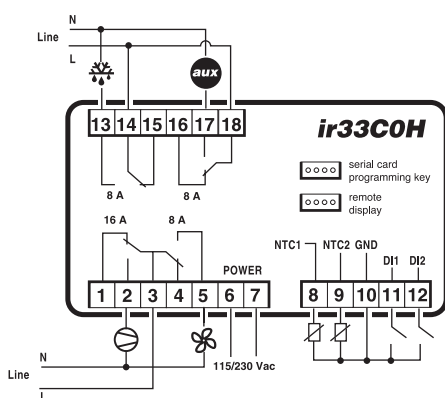 N
Line
L
aux
13 14 15 16 17 18
ir33C0H
serial card
programming key
8 A
8 A
remote
display
16 A
8 A
NTC1
NTC2
GND
DI1
DI2
POWER
1 2 3 4 5 6 7
8 9 10 11 12
N
Line
115/230 Vac
L